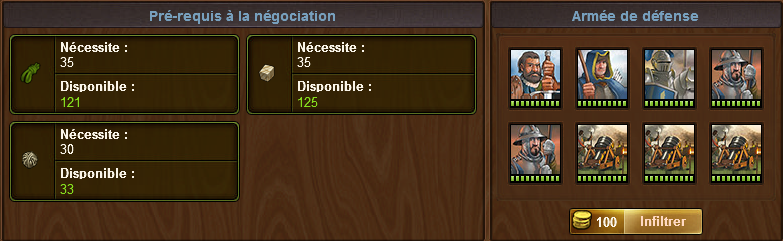 Pré-requis à la négociation
Nécessite :
35
Disponible :
121
Nécessite :
35
Disponible :
125
Nécessite :
30
Disponible :
33
Armée de défense
100
Infiltrer